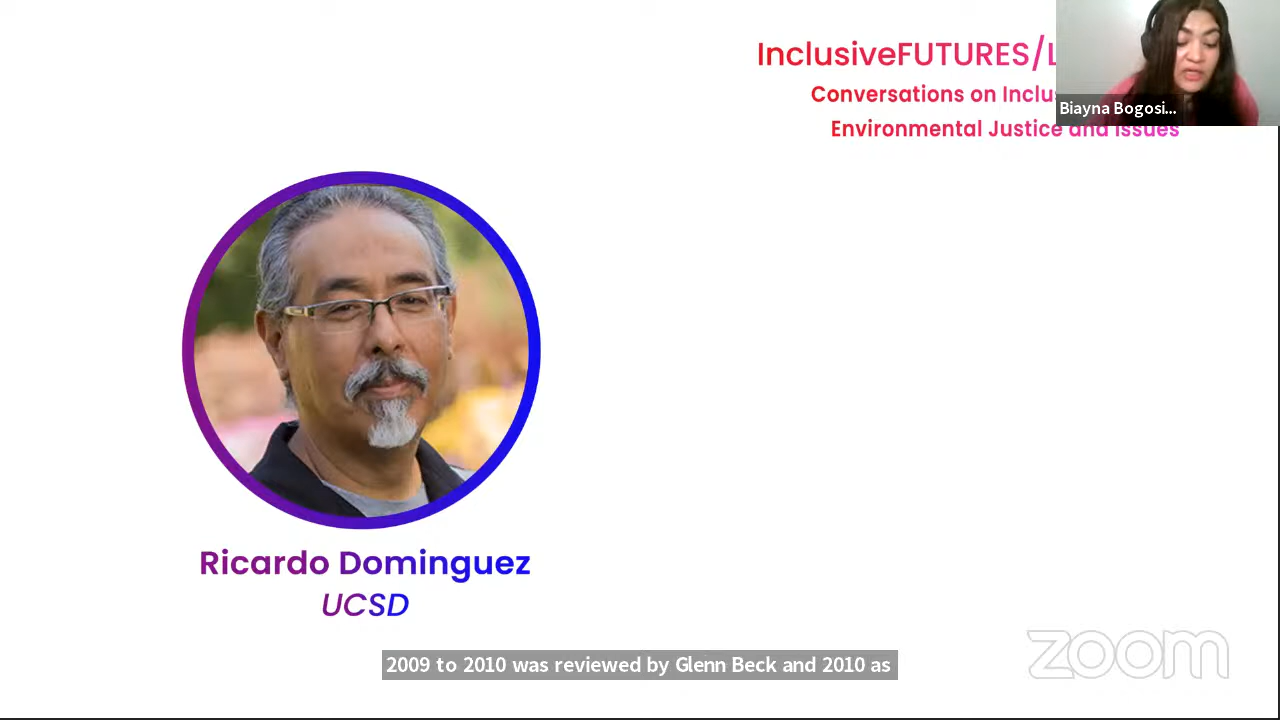 InclusiveFUTURES/L
Conversations on Inclus
Environmental Justice and Issues
Biayna Bogosi...
Ricardo Dominguez
UCSD
2009 to 2010 was reviewed by Glenn Beck and 2010 as
zoom